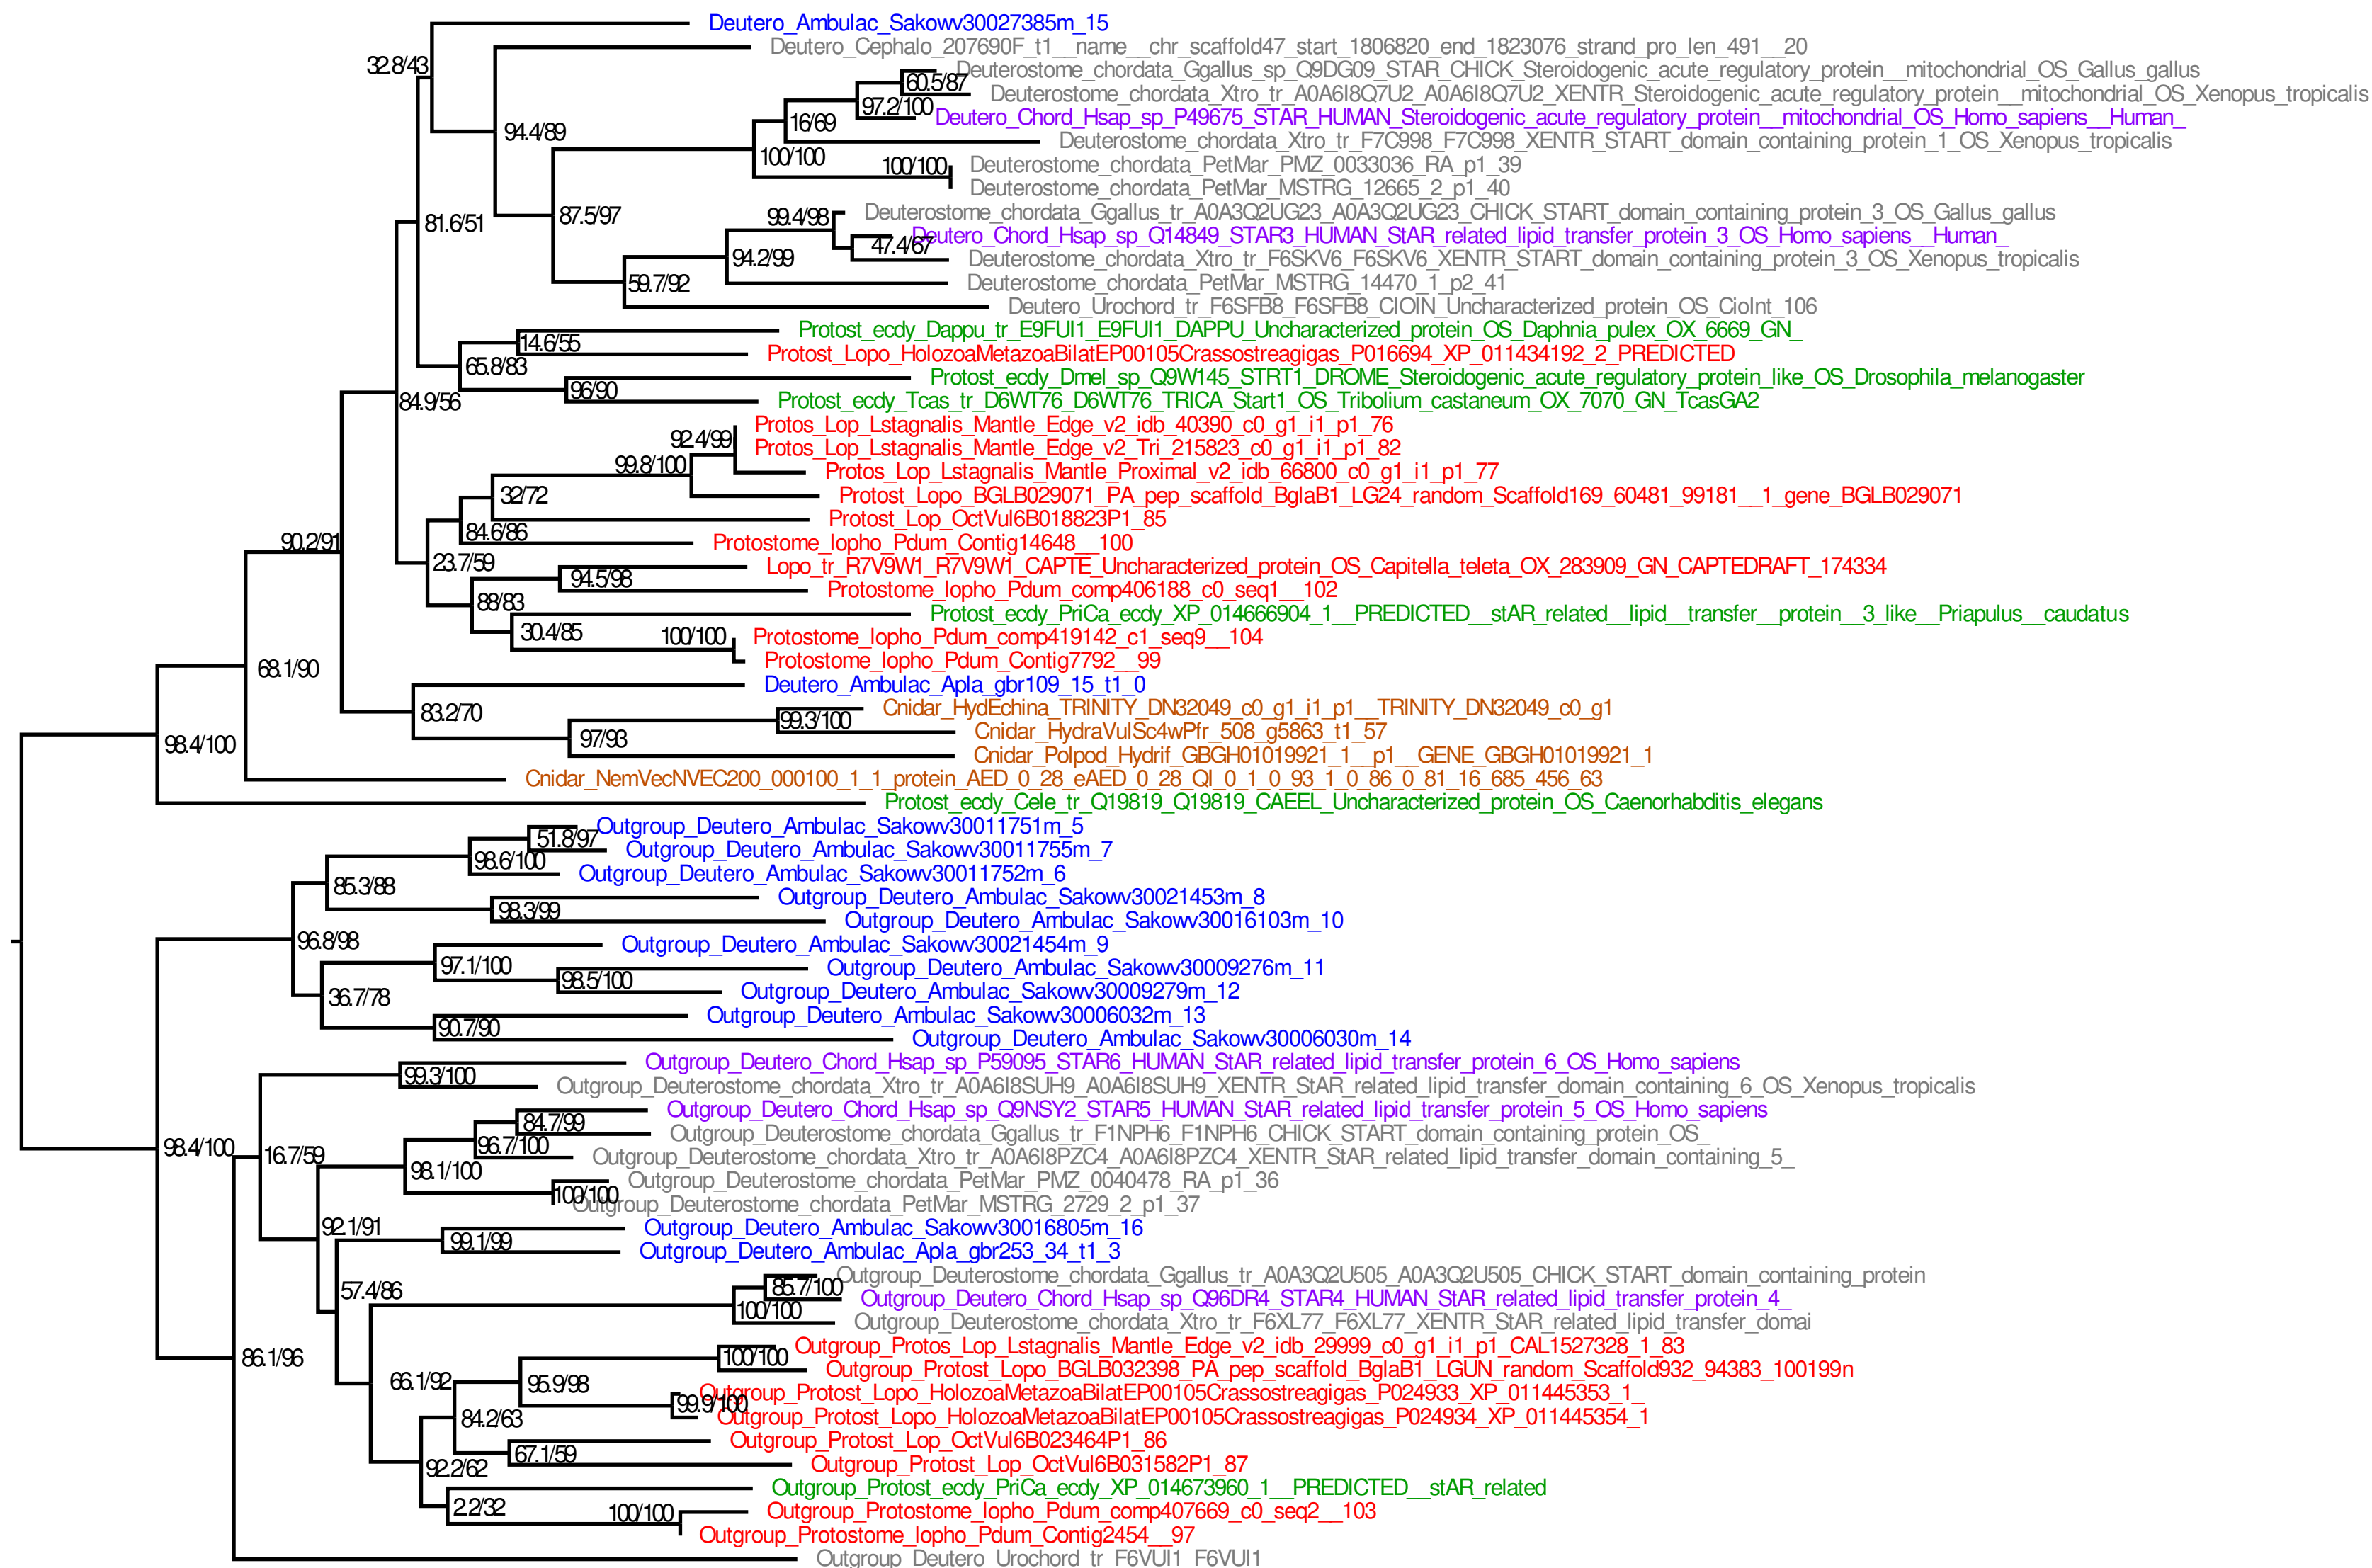 Deutero_Ambulac_Sakowv30027385m_15
Deutero_Cephalo_207690F_t1__name__chr_scaffold47_start_1806820_end_1823076_strand_pro_len_491__20
32.8/43
Deuterostome_chordata_Ggallus_sp_Q9DG09_STAR_CHICK_Steroidogenic_acute_regulatory_protein__mitochondrial_OS_Gallus_gallus
60.5/87
Deuterostome_chordata_Xtro_tr_A0A6I8Q7U2_A0A6I8Q7U2_XENTR_Steroidogenic_acute_regulatory_protein__mitochondrial_OS_Xenopus_tropicalis
97.2/100
Deutero_Chord_Hsap_sp_P49675_STAR_HUMAN_Steroidogenic_acute_regulatory_protein__mitochondrial_OS_Homo_sapiens__Human_
16/69
94.4/89
Deuterostome_chordata_Xtro_tr_F7C998_F7C998_XENTR_START_domain_containing_protein_1_OS_Xenopus_tropicalis
100/100
100/100
Deuterostome_chordata_PetMar_PMZ_0033036_RA_p1_39
Deuterostome_chordata_PetMar_MSTRG_12665_2_p1_40
87.5/97
99.4/98
Deuterostome_chordata_Ggallus_tr_A0A3Q2UG23_A0A3Q2UG23_CHICK_START_domain_containing_protein_3_OS_Gallus_gallus
81.6/51
Deutero_Chord_Hsap_sp_Q14849_STAR3_HUMAN_StAR_related_lipid_transfer_protein_3_OS_Homo_sapiens__Human_
47.4/67
94.2/99
Deuterostome_chordata_Xtro_tr_F6SKV6_F6SKV6_XENTR_START_domain_containing_protein_3_OS_Xenopus_tropicalis
59.7/92
Deuterostome_chordata_PetMar_MSTRG_14470_1_p2_41
Deutero_Urochord_tr_F6SFB8_F6SFB8_CIOIN_Uncharacterized_protein_OS_CioInt_106
Protost_ecdy_Dappu_tr_E9FUI1_E9FUI1_DAPPU_Uncharacterized_protein_OS_Daphnia_pulex_OX_6669_GN_
14.6/55
Protost_Lopo_HolozoaMetazoaBilatEP00105Crassostreagigas_P016694_XP_011434192_2_PREDICTED
65.8/83
Protost_ecdy_Dmel_sp_Q9W145_STRT1_DROME_Steroidogenic_acute_regulatory_protein_like_OS_Drosophila_melanogaster
96/90
84.9/56
Protost_ecdy_Tcas_tr_D6WT76_D6WT76_TRICA_Start1_OS_Tribolium_castaneum_OX_7070_GN_TcasGA2
Protos_Lop_Lstagnalis_Mantle_Edge_v2_idb_40390_c0_g1_i1_p1_76
92.4/99
Protos_Lop_Lstagnalis_Mantle_Edge_v2_Tri_215823_c0_g1_i1_p1_82
99.8/100
Protos_Lop_Lstagnalis_Mantle_Proximal_v2_idb_66800_c0_g1_i1_p1_77
32/72
Protost_Lopo_BGLB029071_PA_pep_scaffold_BglaB1_LG24_random_Scaffold169_60481_99181__1_gene_BGLB029071
Protost_Lop_OctVul6B018823P1_85
84.6/86
90.2/91
Protostome_lopho_Pdum_Contig14648__100
23.7/59
Lopo_tr_R7V9W1_R7V9W1_CAPTE_Uncharacterized_protein_OS_Capitella_teleta_OX_283909_GN_CAPTEDRAFT_174334
94.5/98
Protostome_lopho_Pdum_comp406188_c0_seq1__102
88/83
Protost_ecdy_PriCa_ecdy_XP_014666904_1__PREDICTED__stAR_related__lipid__transfer__protein__3_like__Priapulus__caudatus
30.4/85
100/100
Protostome_lopho_Pdum_comp419142_c1_seq9__104
Protostome_lopho_Pdum_Contig7792__99
68.1/90
Deutero_Ambulac_Apla_gbr109_15_t1_0
83.2/70
Cnidar_HydEchina_TRINITY_DN32049_c0_g1_i1_p1__TRINITY_DN32049_c0_g1
99.3/100
Cnidar_HydraVulSc4wPfr_508_g5863_t1_57
97/93
98.4/100
Cnidar_Polpod_Hydrif_GBGH01019921_1__p1__GENE_GBGH01019921_1
Cnidar_NemVecNVEC200_000100_1_1_protein_AED_0_28_eAED_0_28_QI_0_1_0_93_1_0_86_0_81_16_685_456_63
Protost_ecdy_Cele_tr_Q19819_Q19819_CAEEL_Uncharacterized_protein_OS_Caenorhabditis_elegans
Outgroup_Deutero_Ambulac_Sakowv30011751m_5
51.8/97
Outgroup_Deutero_Ambulac_Sakowv30011755m_7
98.6/100
Outgroup_Deutero_Ambulac_Sakowv30011752m_6
85.3/88
Outgroup_Deutero_Ambulac_Sakowv30021453m_8
98.3/99
Outgroup_Deutero_Ambulac_Sakowv30016103m_10
96.8/98
Outgroup_Deutero_Ambulac_Sakowv30021454m_9
97.1/100
Outgroup_Deutero_Ambulac_Sakowv30009276m_11
98.5/100
Outgroup_Deutero_Ambulac_Sakowv30009279m_12
36.7/78
Outgroup_Deutero_Ambulac_Sakowv30006032m_13
90.7/90
Outgroup_Deutero_Ambulac_Sakowv30006030m_14
Outgroup_Deutero_Chord_Hsap_sp_P59095_STAR6_HUMAN_StAR_related_lipid_transfer_protein_6_OS_Homo_sapiens
99.3/100
Outgroup_Deuterostome_chordata_Xtro_tr_A0A6I8SUH9_A0A6I8SUH9_XENTR_StAR_related_lipid_transfer_domain_containing_6_OS_Xenopus_tropicalis
Outgroup_Deutero_Chord_Hsap_sp_Q9NSY2_STAR5_HUMAN_StAR_related_lipid_transfer_protein_5_OS_Homo_sapiens
84.7/99
Outgroup_Deuterostome_chordata_Ggallus_tr_F1NPH6_F1NPH6_CHICK_START_domain_containing_protein_OS_
96.7/100
98.4/100
16.7/59
Outgroup_Deuterostome_chordata_Xtro_tr_A0A6I8PZC4_A0A6I8PZC4_XENTR_StAR_related_lipid_transfer_domain_containing_5_
98.1/100
Outgroup_Deuterostome_chordata_PetMar_PMZ_0040478_RA_p1_36
100/100
Outgroup_Deuterostome_chordata_PetMar_MSTRG_2729_2_p1_37
92.1/91
Outgroup_Deutero_Ambulac_Sakowv30016805m_16
99.1/99
Outgroup_Deutero_Ambulac_Apla_gbr253_34_t1_3
57.4/86
Outgroup_Deuterostome_chordata_Ggallus_tr_A0A3Q2U505_A0A3Q2U505_CHICK_START_domain_containing_protein
85.7/100
Outgroup_Deutero_Chord_Hsap_sp_Q96DR4_STAR4_HUMAN_StAR_related_lipid_transfer_protein_4_
100/100
Outgroup_Deuterostome_chordata_Xtro_tr_F6XL77_F6XL77_XENTR_StAR_related_lipid_transfer_domai
86.1/96
Outgroup_Protos_Lop_Lstagnalis_Mantle_Edge_v2_idb_29999_c0_g1_i1_p1_CAL1527328_1_83
100/100
Outgroup_Protost_Lopo_BGLB032398_PA_pep_scaffold_BglaB1_LGUN_random_Scaffold932_94383_100199n
66.1/92
95.9/98
Outgroup_Protost_Lopo_HolozoaMetazoaBilatEP00105Crassostreagigas_P024933_XP_011445353_1_
99.9/100
84.2/63
Outgroup_Protost_Lopo_HolozoaMetazoaBilatEP00105Crassostreagigas_P024934_XP_011445354_1
Outgroup_Protost_Lop_OctVul6B023464P1_86
67.1/59
92.2/62
Outgroup_Protost_Lop_OctVul6B031582P1_87
Outgroup_Protost_ecdy_PriCa_ecdy_XP_014673960_1__PREDICTED__stAR_related
2.2/32
100/100
Outgroup_Protostome_lopho_Pdum_comp407669_c0_seq2__103
Outgroup_Protostome_lopho_Pdum_Contig2454__97
Outgroup_Deutero_Urochord_tr_F6VUI1_F6VUI1